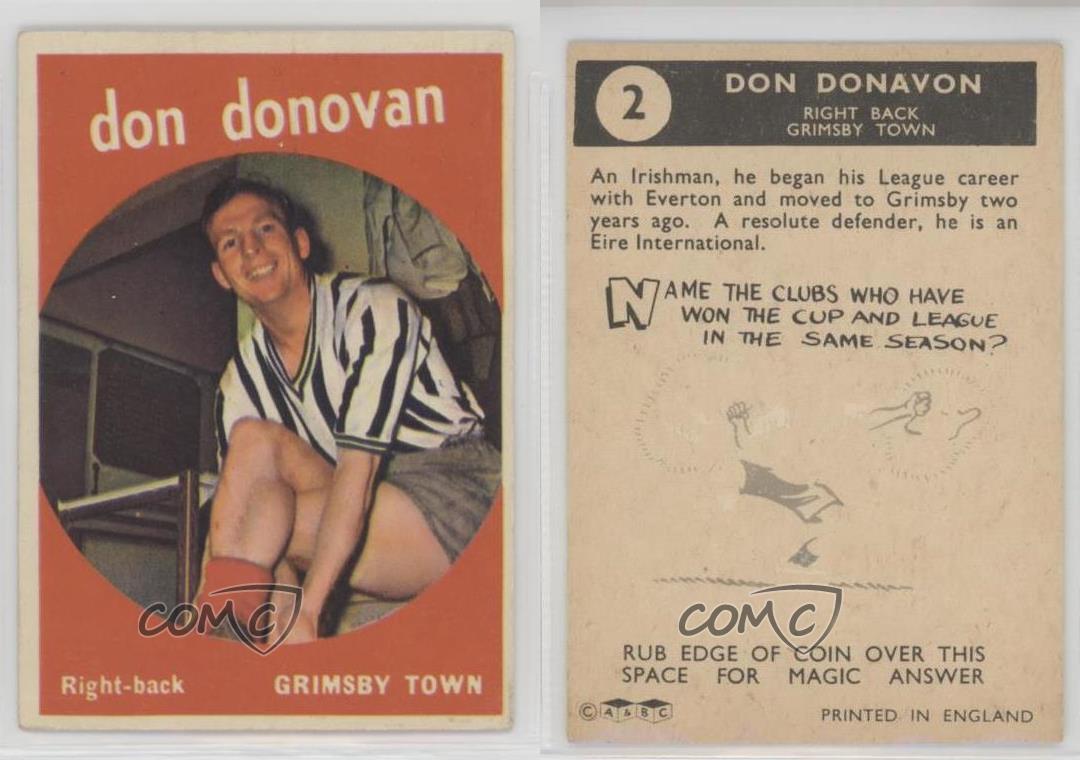 don donovan
Right-back GRIMSBY TOWN
COMC
2
DON DONAVON
RIGHT BACK
GRIMSBY TOWN
An Irishman, he began his League career
with Everton and moved to Grimsby two
years ago. A resolute defender, he is an
Eire International.
NAME THE CLUBS WHO HAVE
WON THE CUP AND LEAGUE
IN THE SAME SEASON?
COMC
RUB EDGE OF COIN OVER THIS
SPACE FOR MAGIC ANSWER
© A & BC PRINTED IN ENGLAND